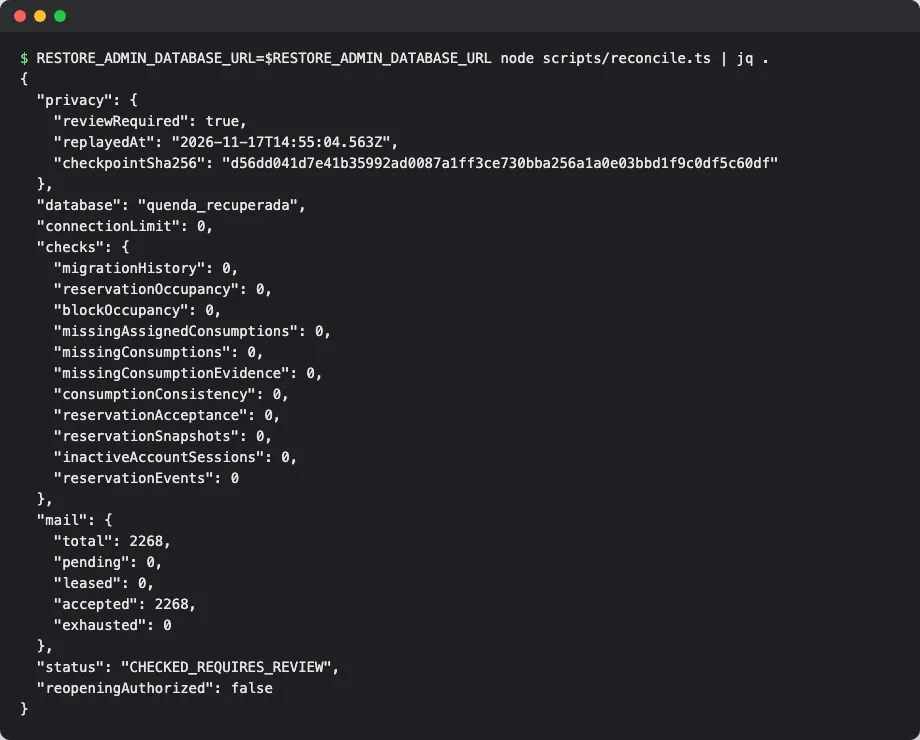 $ RESTORE_ADMIN_DATABASE_URL=$RESTORE_ADMIN_DATABASE_URL node scripts/reconcile.ts | jq .
{
  "privacy": {
    "reviewRequired": true,
    "replayedAt": "2026-11-17T14:55:04.563Z",
    "checkpointSha256": "d56dd041d7e41b35992ad0087a1ff3ce730bba256a1a0e03bbd1f9c0df5c60df"
  },
  "database": "quenda_recuperada",
  "connectionLimit": 0,
  "checks": {
    "migrationHistory": 0,
    "reservationOccupancy": 0,
    "blockOccupancy": 0,
    "missingAssignedConsumptions": 0,
    "missingConsumptions": 0,
    "missingConsumptionEvidence": 0,
    "consumptionConsistency": 0,
    "reservationAcceptance": 0,
    "reservationSnapshots": 0,
    "inactiveAccountSessions": 0,
    "reservationEvents": 0
  },
  "mail": {
    "total": 2268,
    "pending": 0,
    "leased": 0,
    "accepted": 2268,
    "exhausted": 0
  },
  "status": "CHECKED_REQUIRES_REVIEW",
  "reopeningAuthorized": false
}